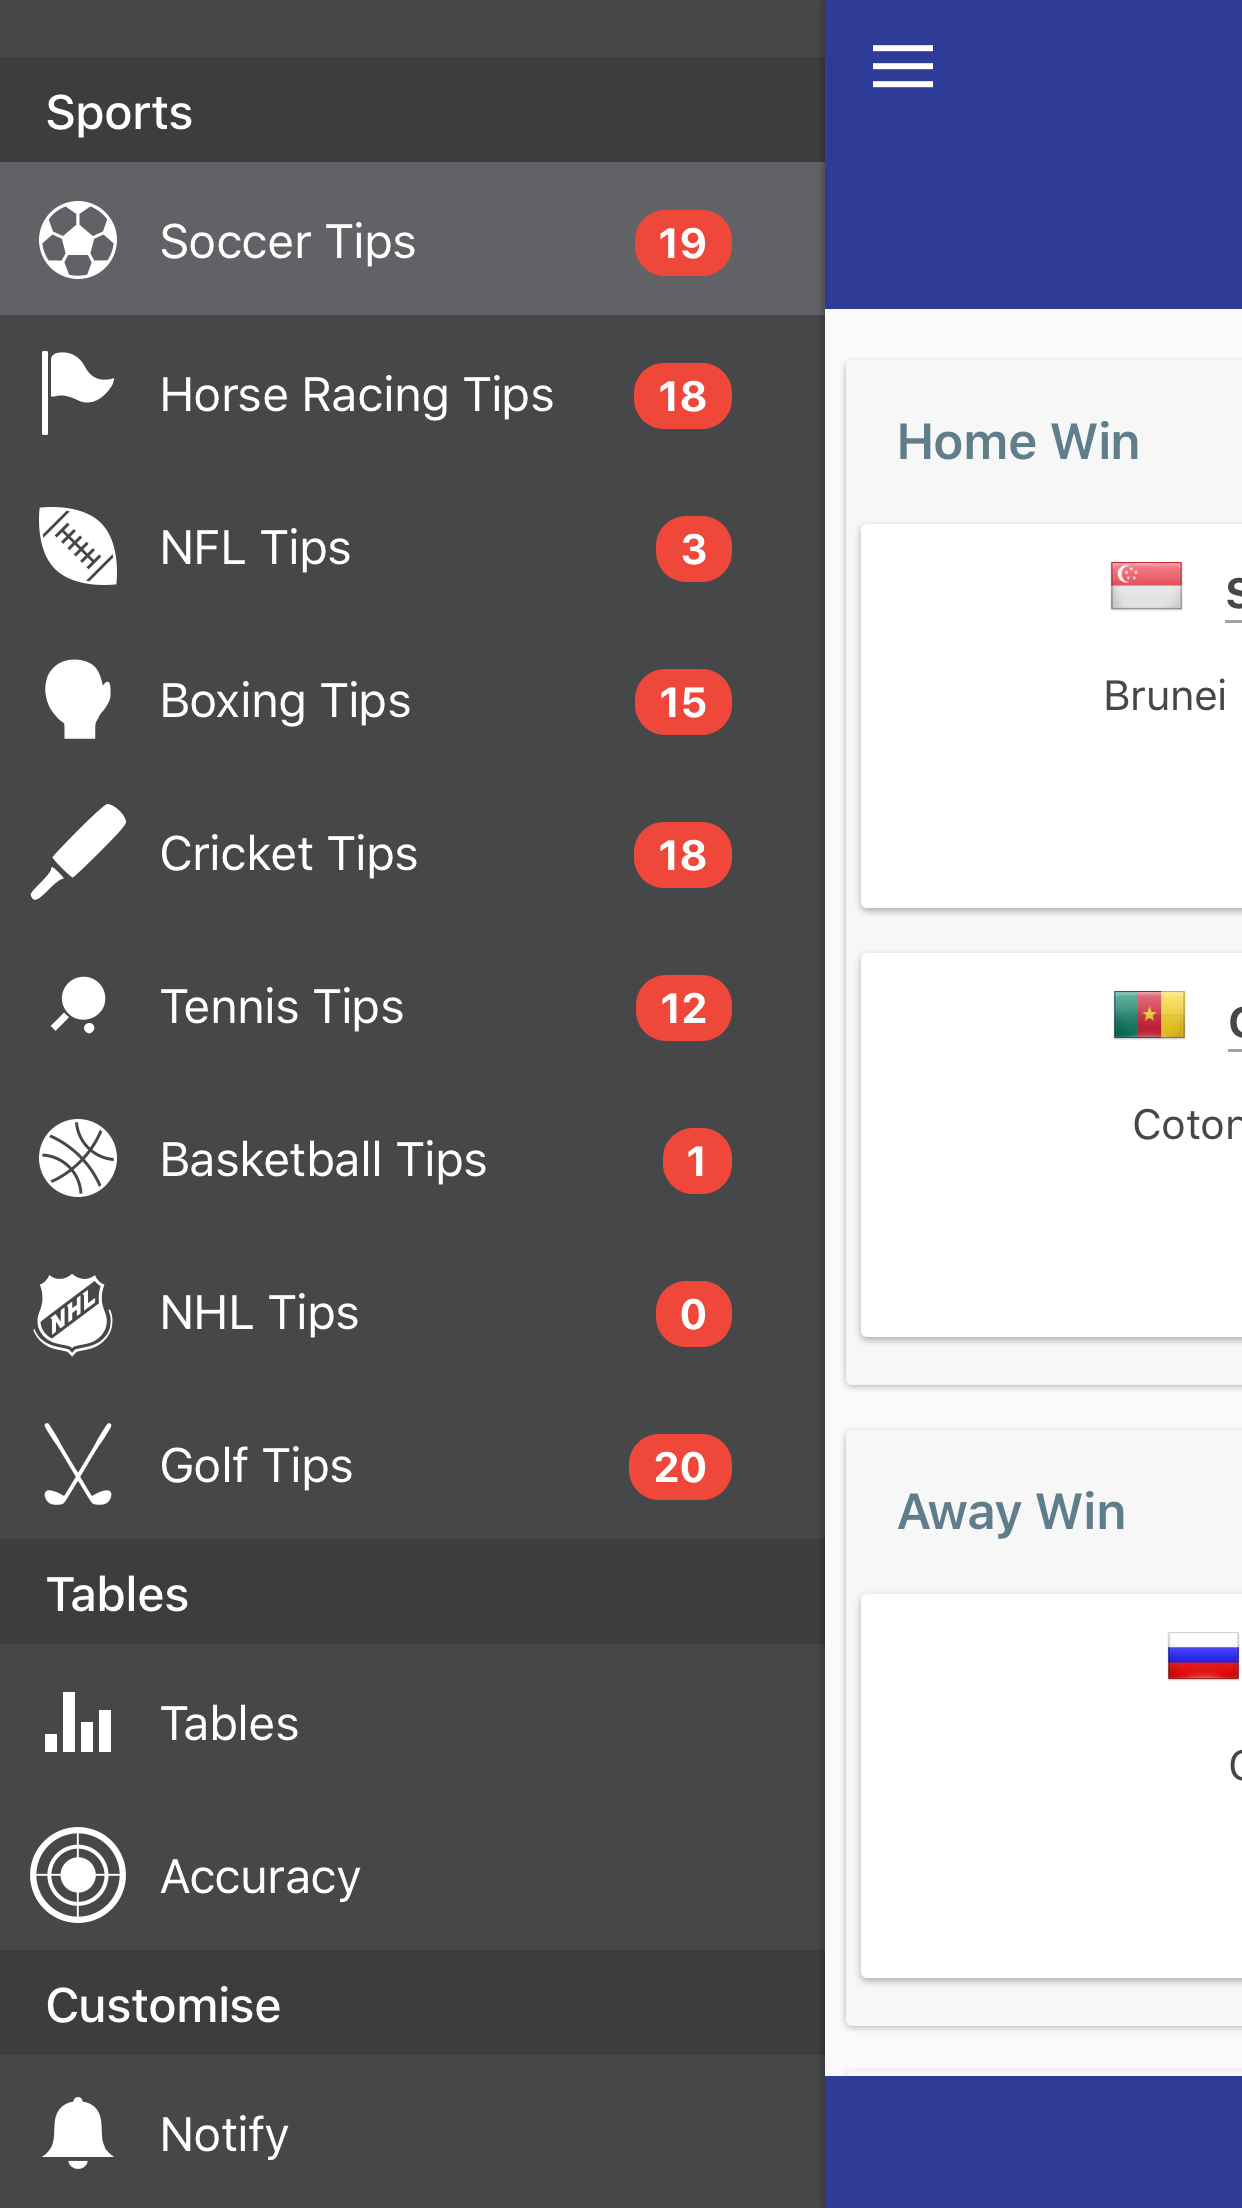 Sports
Soccer Tips 19
Horse Racing Tips 18
NFL Tips 3
Boxing Tips 15
Cricket Tips 18
Tennis Tips 12
Basketball Tips 1
NHL
NHL Tips 0
Golf Tips 20
Tables
Tables
Accuracy
Customise
Notify
Home Win
Brunei
Away Win